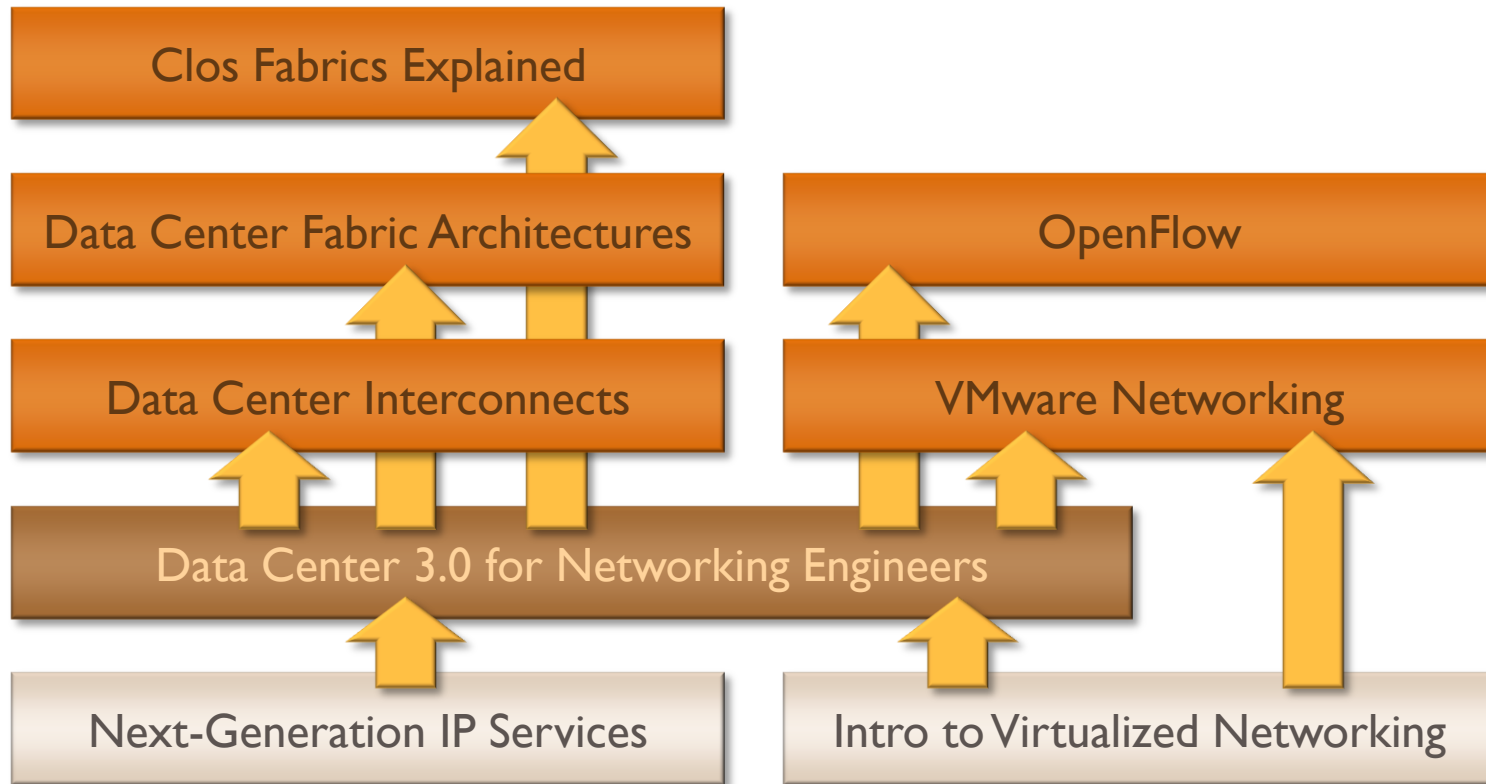 Clos Fabrics Explained
Data Center Fabric Architectures
OpenFlow
Data Center Interconnects
VMware Networking
Data Center 3.0 for Networking Engineers
Next-Generation IP Services
Intro to Virtualized Networking